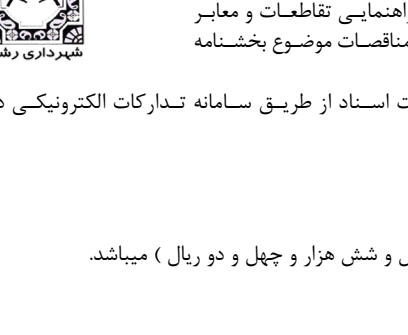 راهنمایی تقاطعات و معابر
مناقصات موضوع بخشنامه
شهرداری رش
ت اسناد از طریق سامانه تدارکات الکترونیکی د
ل و شش هزار و چهل و دو ریال ) میباشد.